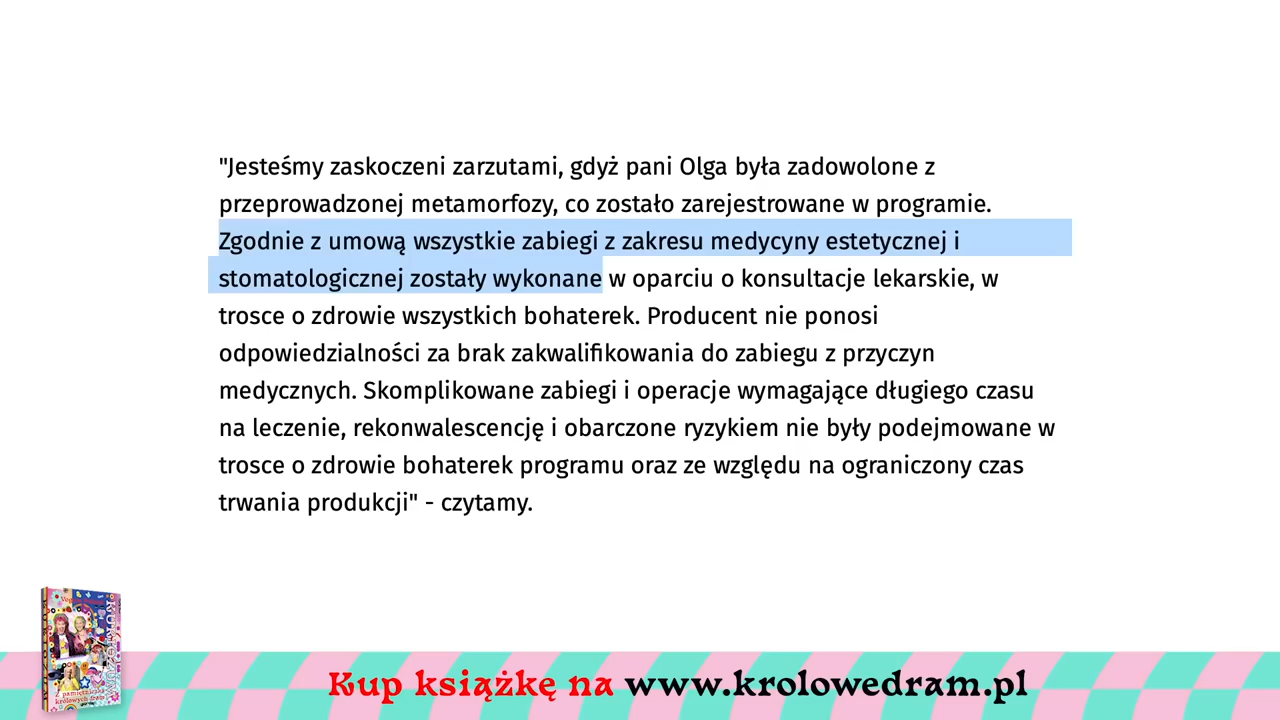 "Jesteśmy zaskoczeni zarzutami, gdyż pani Olga była zadowolone z
przeprowadzonej metamorfozy, co zostało zarejestrowane w programie.
Zgodnie z umową wszystkie zabiegi z zakresu medycyny estetycznej i
stomatologicznej zostały wykonane w oparciu o konsultacje lekarskie, w
trosce o zdrowie wszystkich bohaterek. Producent nie ponosi
odpowiedzialności za brak zakwalifikowania do zabiegu z przyczyn
medycznych. Skomplikowane zabiegi i operacje wymagające długiego czasu
na leczenie, rekonwalescencję i obarczone ryzykiem nie były podejmowane w
trosce o zdrowie bohaterek programu oraz ze względu na ograniczony czas
trwania produkcji" - czytamy.
Z pamiętnika
królowych dram
Kup książkę na www.krolowedram.pl